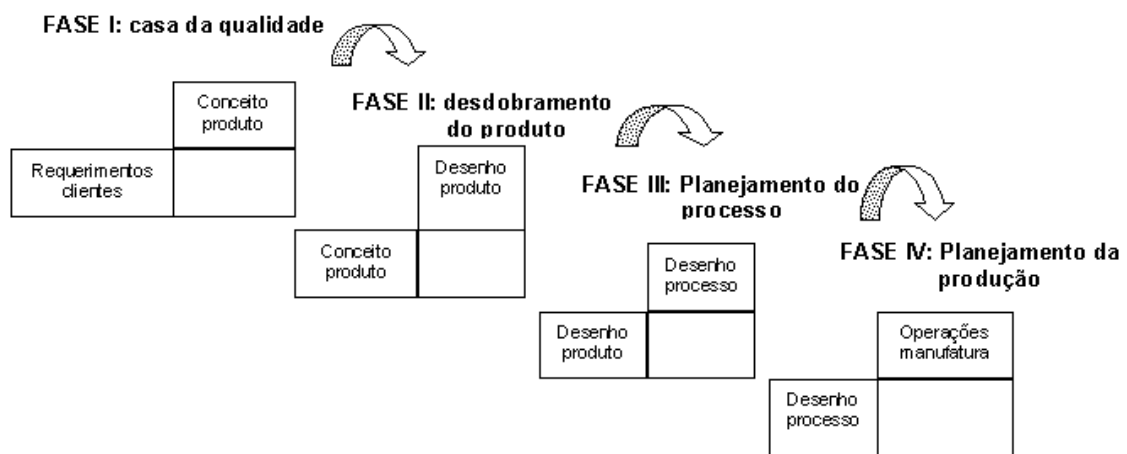 FASE I: casa da qualidade
Conceito
produto
Requerimentos
clientes
FASE II: desdobramento
do produto
Desenho
produto
Conceito
produto
FASE III: Planejamento do
processo
Desenho
processo
Desenho
produto
FASE IV: Planejamento da
produção
Operações
manufatura
Desenho
processo